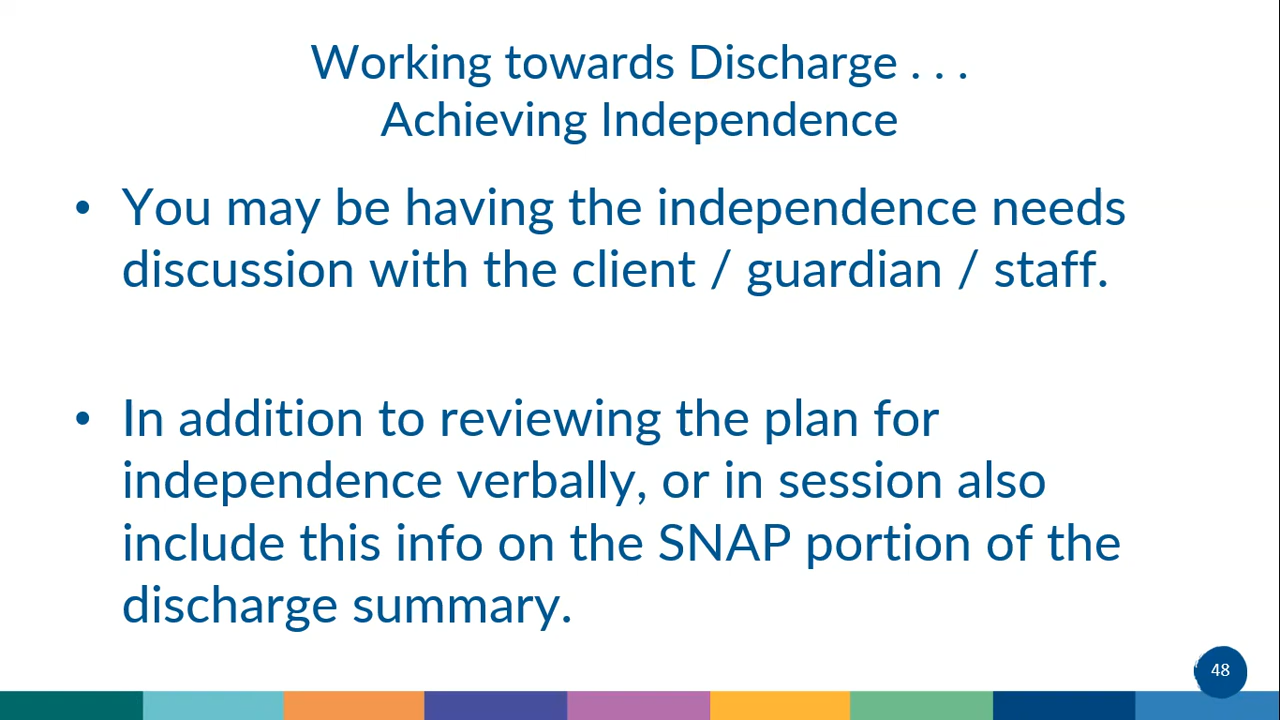 Working towards Discharge . . .
Achieving Independence
• You may be having the independence needs
discussion with the client / guardian / staff.
• In addition to reviewing the plan for
independence verbally, or in session also
include this info on the SNAP portion of the
discharge summary.
48